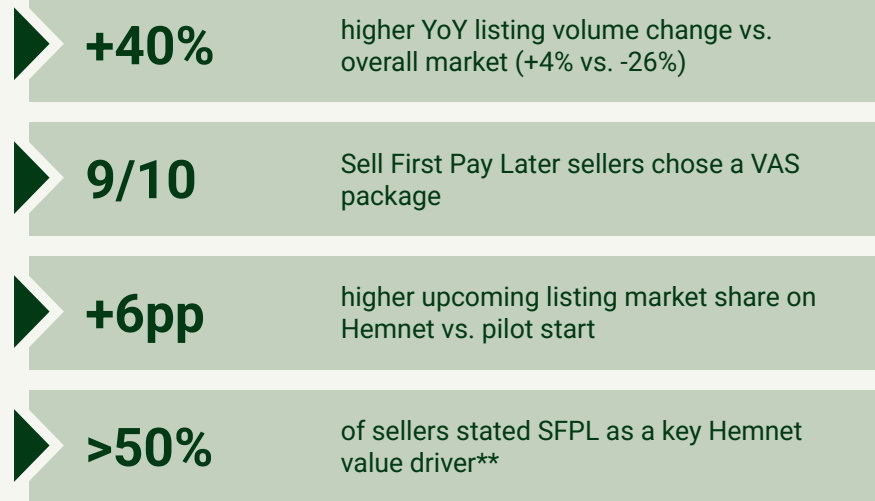 +40%
higher YoY listing volume change vs.
overall market (+4% vs. -26%)
9/10
Sell First Pay Later sellers chose a VAS
package
+6pp
higher upcoming listing market share on
Hemnet vs. pilot start
>50%
of sellers stated SFPL as a key Hemnet
value driver**